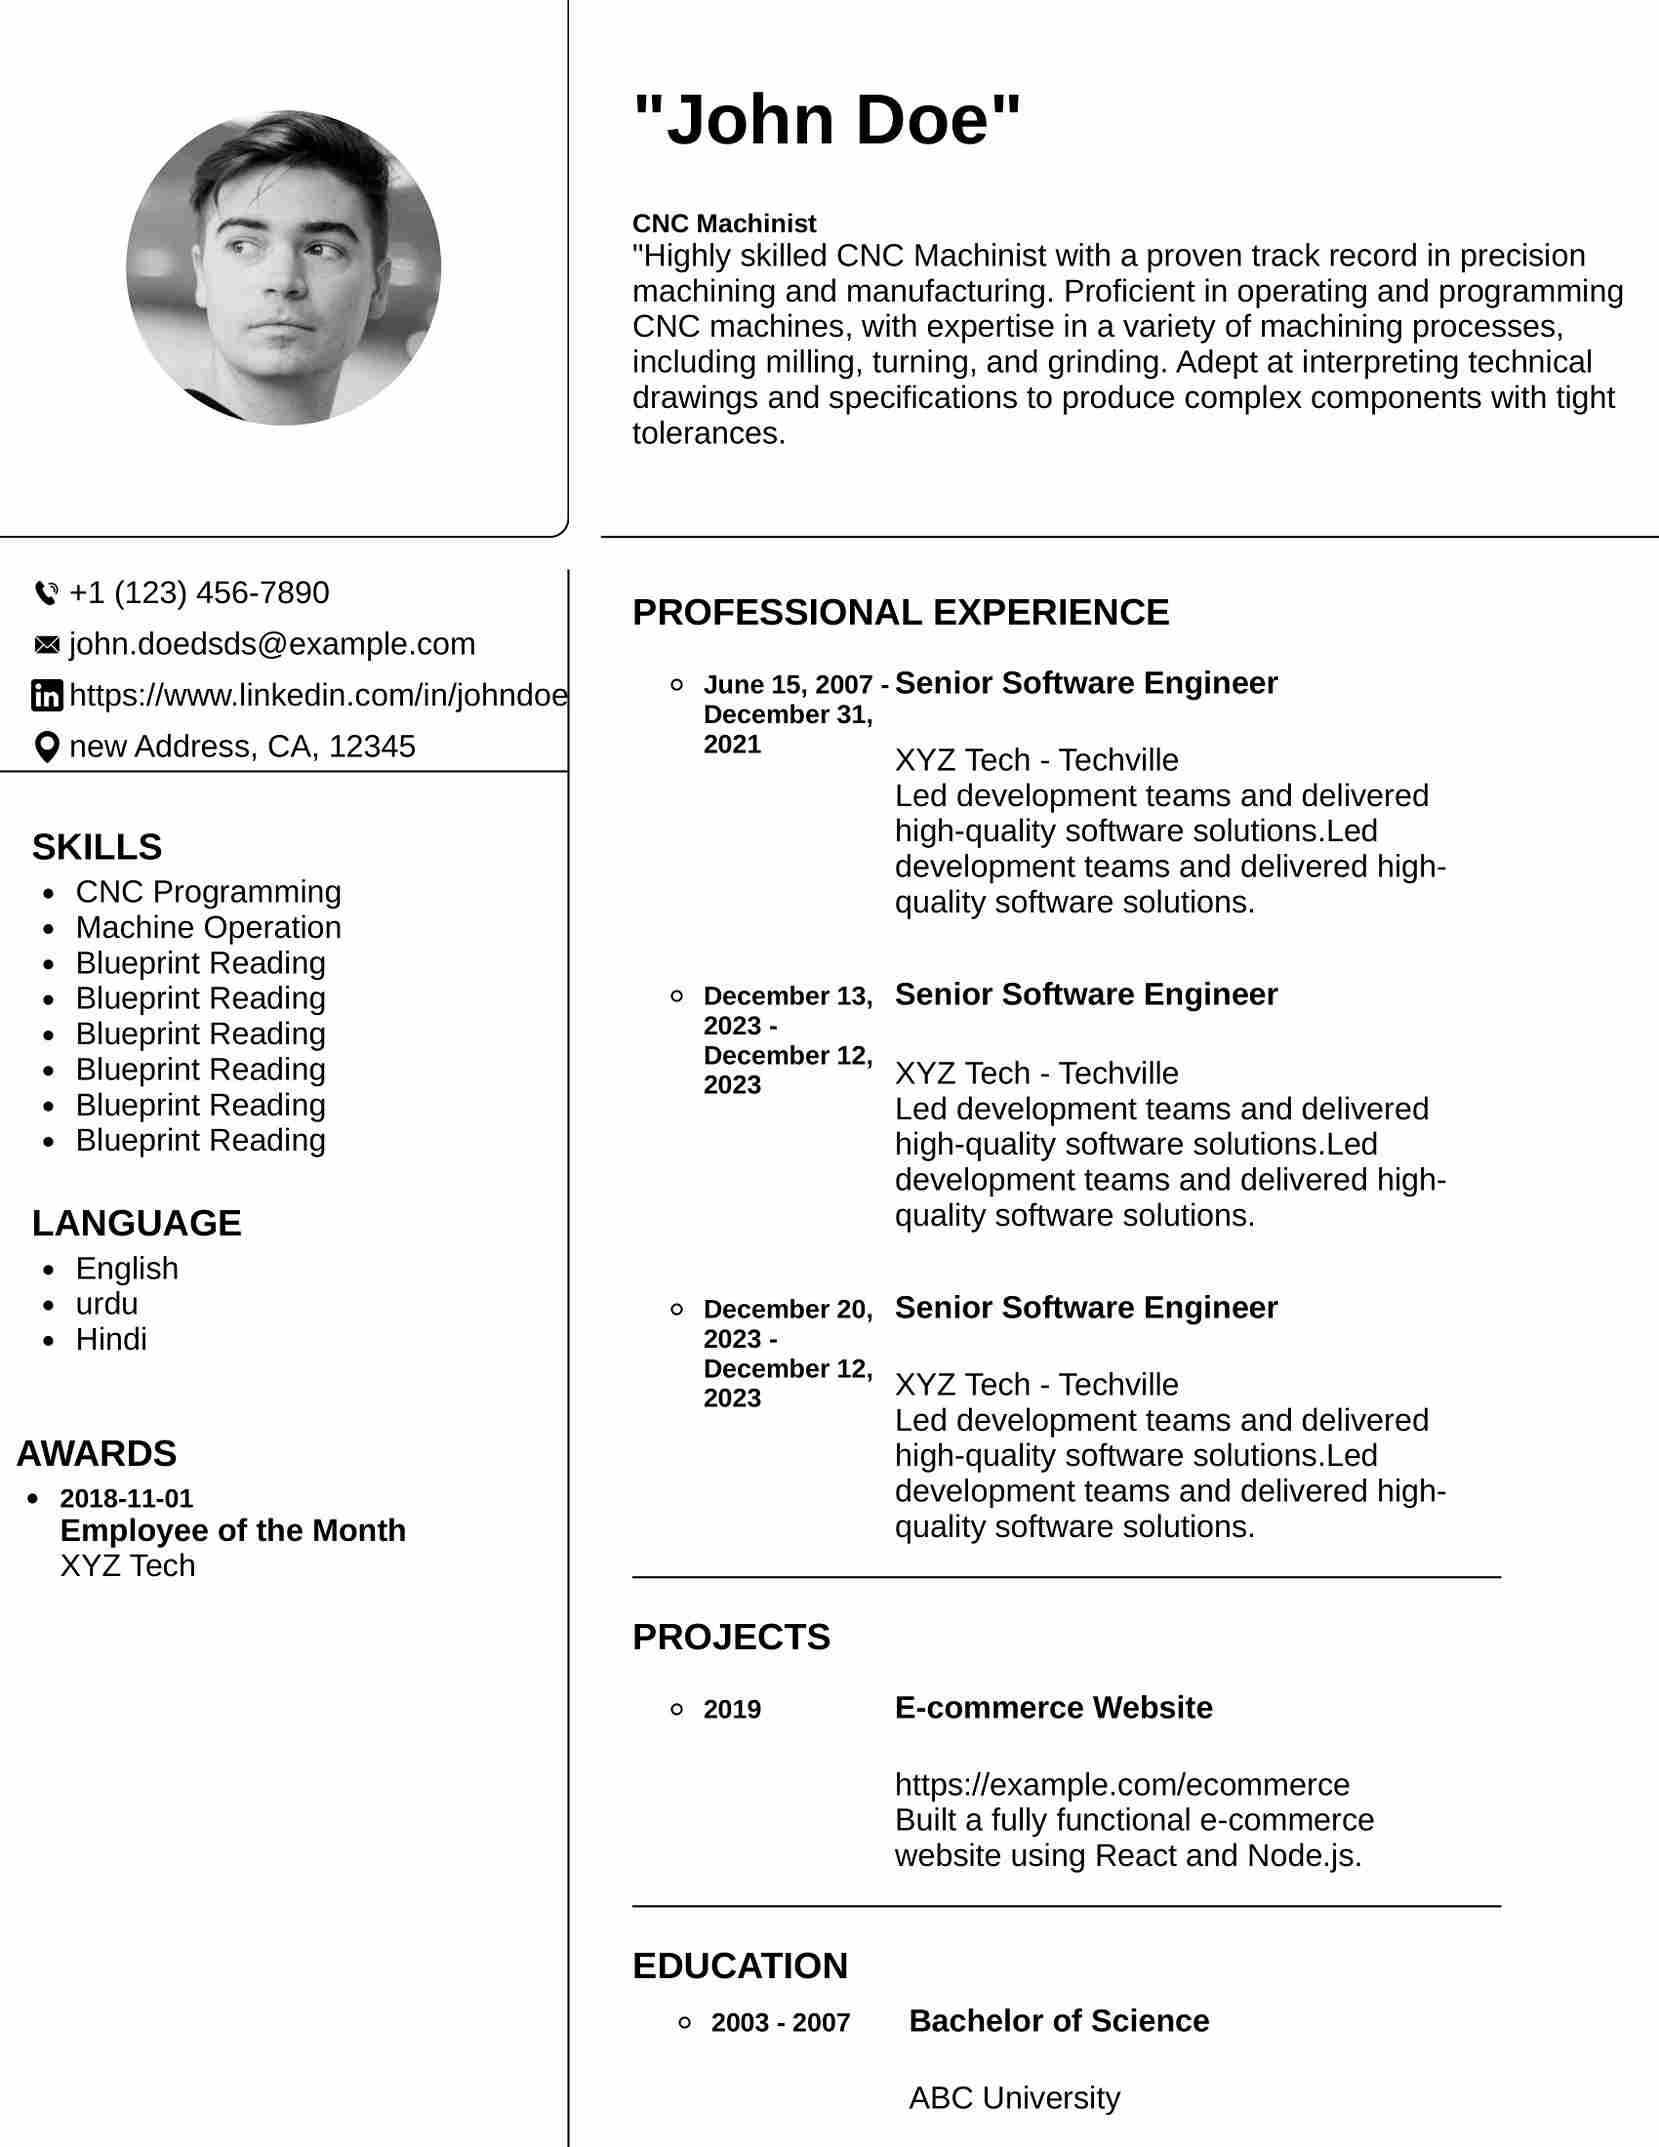 "John Doe"
CNC Machinist
"Highly skilled CNC Machinist with a proven track record in precision
machining and manufacturing. Proficient in operating and programming
CNC machines, with expertise in a variety of machining processes,
including milling, turning, and grinding. Adept at interpreting technical
drawings and specifications to produce complex components with tight
tolerances.
+1 (123) 456-7890
john.doedsds@example.com
https://www.linkedin.com/in/johndoe
new Address, CA, 12345
SKILLS
CNC Programming
Machine Operation
Blueprint Reading
Blueprint Reading
Blueprint Reading
Blueprint Reading
Blueprint Reading
Blueprint Reading
LANGUAGE
English
urdu
Hindi
AWARDS
2018-11-01
Employee of the Month
XYZ Tech
PROFESSIONAL EXPERIENCE
June 15, 2007 -
December 31,
2021
Senior Software Engineer
XYZ Tech - Techville
Led development teams and delivered
high-quality software solutions.Led
development teams and delivered high-
quality software solutions.
December 13,
2023 -
December 12,
2023
Senior Software Engineer
XYZ Tech - Techville
Led development teams and delivered
high-quality software solutions.Led
development teams and delivered high-
quality software solutions.
December 20,
2023 -
December 12,
2023
Senior Software Engineer
XYZ Tech - Techville
Led development teams and delivered
high-quality software solutions.Led
development teams and delivered high-
quality software solutions.
PROJECTS
2019
E-commerce Website
https://example.com/ecommerce
Built a fully functional e-commerce
website using React and Node.js.
EDUCATION
2003 - 2007
Bachelor of Science
ABC University